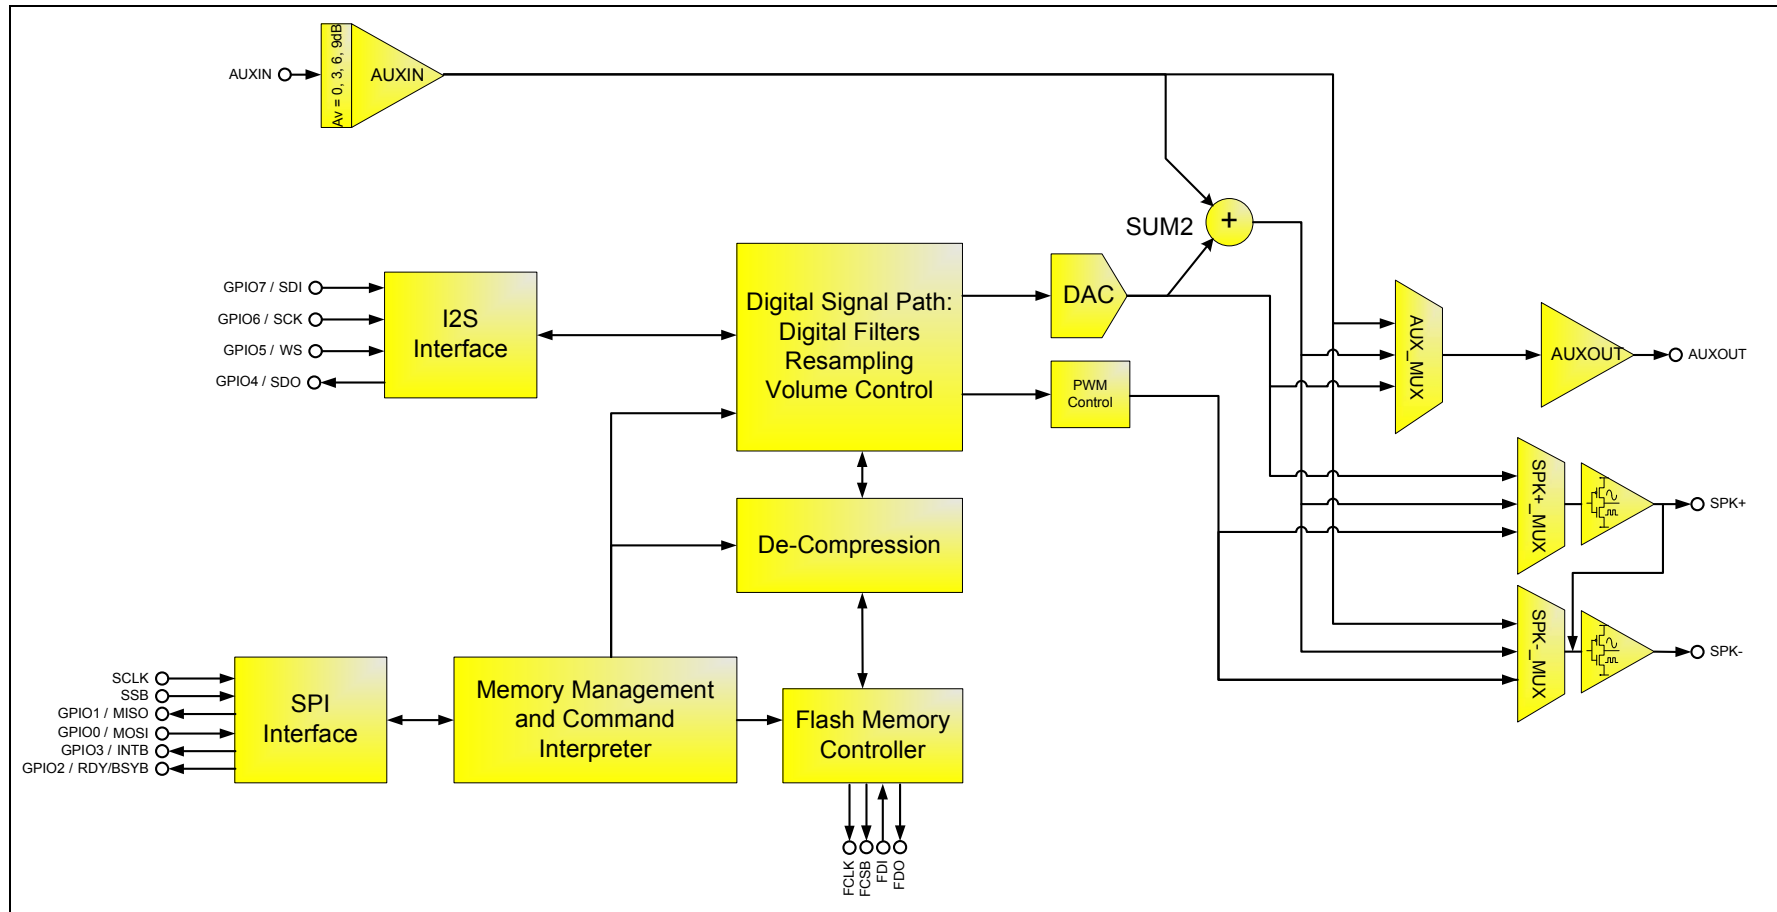 AUXIN
Av = 0, 3, 6, 9dB
AUXIN
SUM2
+
GPIO7 / SDI
GPIO6 / SCK
GPIO5 / WS
GPIO4 / SDO
I2S
Interface
Digital Signal Path:
Digital Filters
Resampling
Volume Control
DAC
PWM
Control
AUX_MUX
AUXOUT
AUXOUT
SPK+_MUX
SPK+
De-Compression
SPK-_MUX
SPK-
SCLK
SSB
GPIO1 / MISO
GPIO0 / MOSI
GPIO3 / INTB
GPIO2 / RDY/BSYB
SPI
Interface
Memory Management
and Command
Interpreter
Flash Memory
Controller
FCLK
FCSB
FDI
FDO